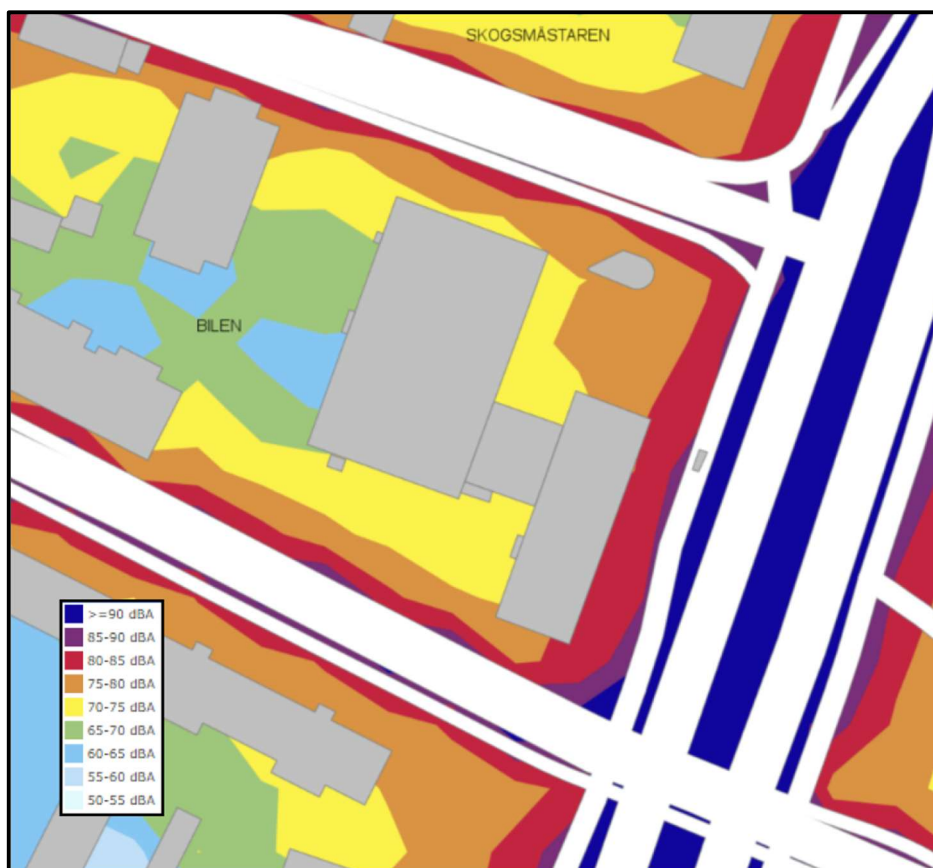 SKOGSMÄSTAREN
BILEN
>=90 dBA
85-90 dBA
80-85 dBA
75-80 dBA
70-75 dBA
65-70 dBA
60-65 dBA
55-60 dBA
50-55 dBA